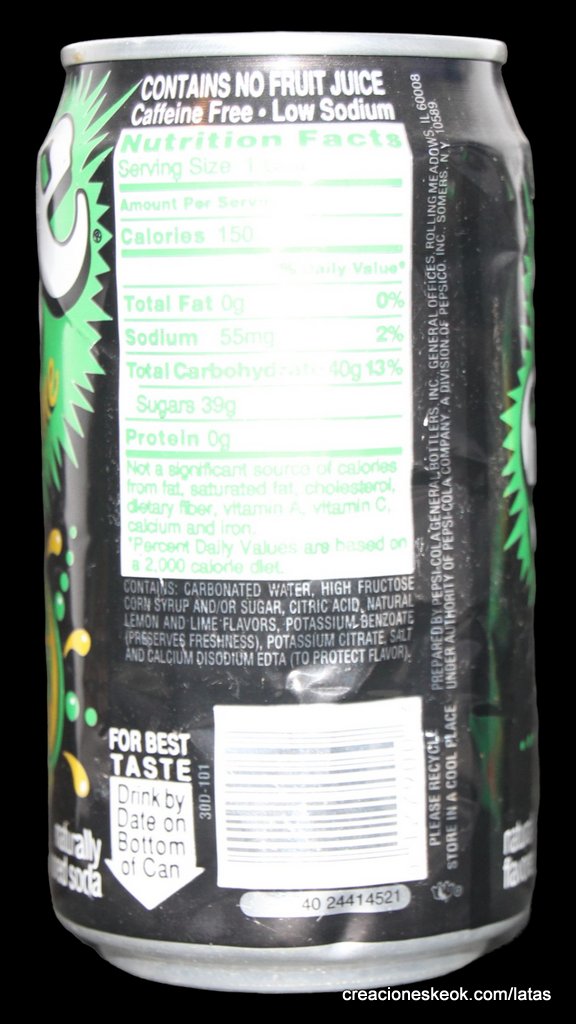 CONTAINS NO FRUIT JUICE
Caffeine Free • Low Sodium
Nutrition Facts
Serving Size 1
Amount Per
Calories 150
% Daily Value*
Total Fat 0g 0%
Sodium 55mg 2%
Total Carbohydrate 40g 13%
Sugars 39g
Protein 0g
Not a significant source of calories
from fat, saturated fat, cholesterol,
dietary fiber, vitamin A, vitamin C,
calcium and iron.
*Percent Daily Values are based on
a 2,000 calorie diet.
CONTAINS: CARBONATED WATER, HIGH FRUCTOSE
CORN SYRUP AND/OR SUGAR, CITRIC ACID, NATURAL
LEMON AND LIME FLAVORS, POTASSIUM BENZOATE
(PRESERVES FRESHNESS), POTASSIUM CITRATE, SALT
AND CALCIUM DISODIUM EDTA (TO PROTECT FLAVOR).
PREPARED BY PEPSI-COLA GENERAL BOTTLERS, INC. GENERAL OFFICES, ROLLING MEADOWS, IL 60008
UNDER AUTHORITY OF PEPSI-COLA COMPANY, A DIVISION OF PEPSICO, INC. SOMERS, N.Y. 10589
PLEASE RECYCLE
STORE IN A COOL PLACE
FOR BEST
TASTE
Drink by
Date on
Bottom
of Can
30D-101
40 24414521
naturally
soda
creacioneskeok.com/latas